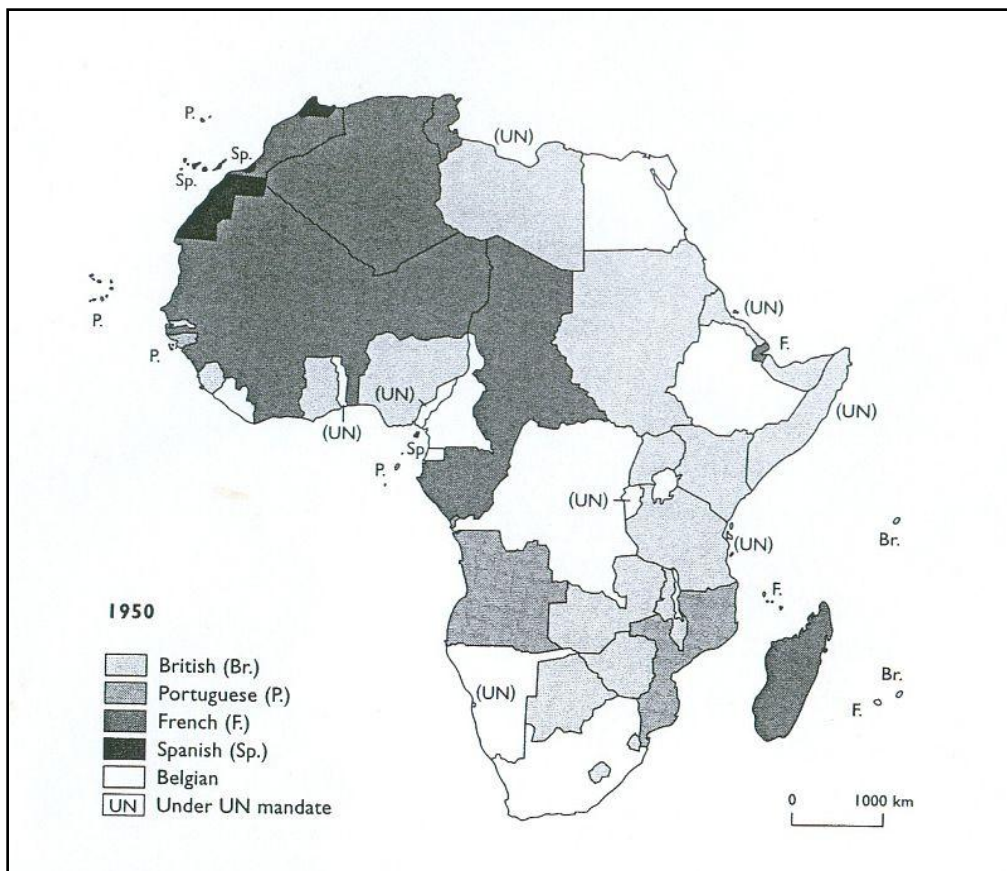 P.
(UN)
Sp.
Sp.
P.
(UN)
F.
P.
(UN)
(UN)
(UN)
Sp.
P.
(UN)
(UN)
Br.
F.
1950
British (Br.)
Portuguese (P.)
Br.
French (F.)
(UN)
F.
Spanish (Sp.)
Belgian
UN Under UN mandate
0 1000 km